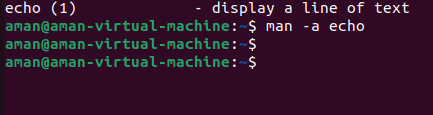 echo (1)             - display a line of text
aman@aman-virtual-machine:~$ man -a echo
aman@aman-virtual-machine:~$
aman@aman-virtual-machine:~$